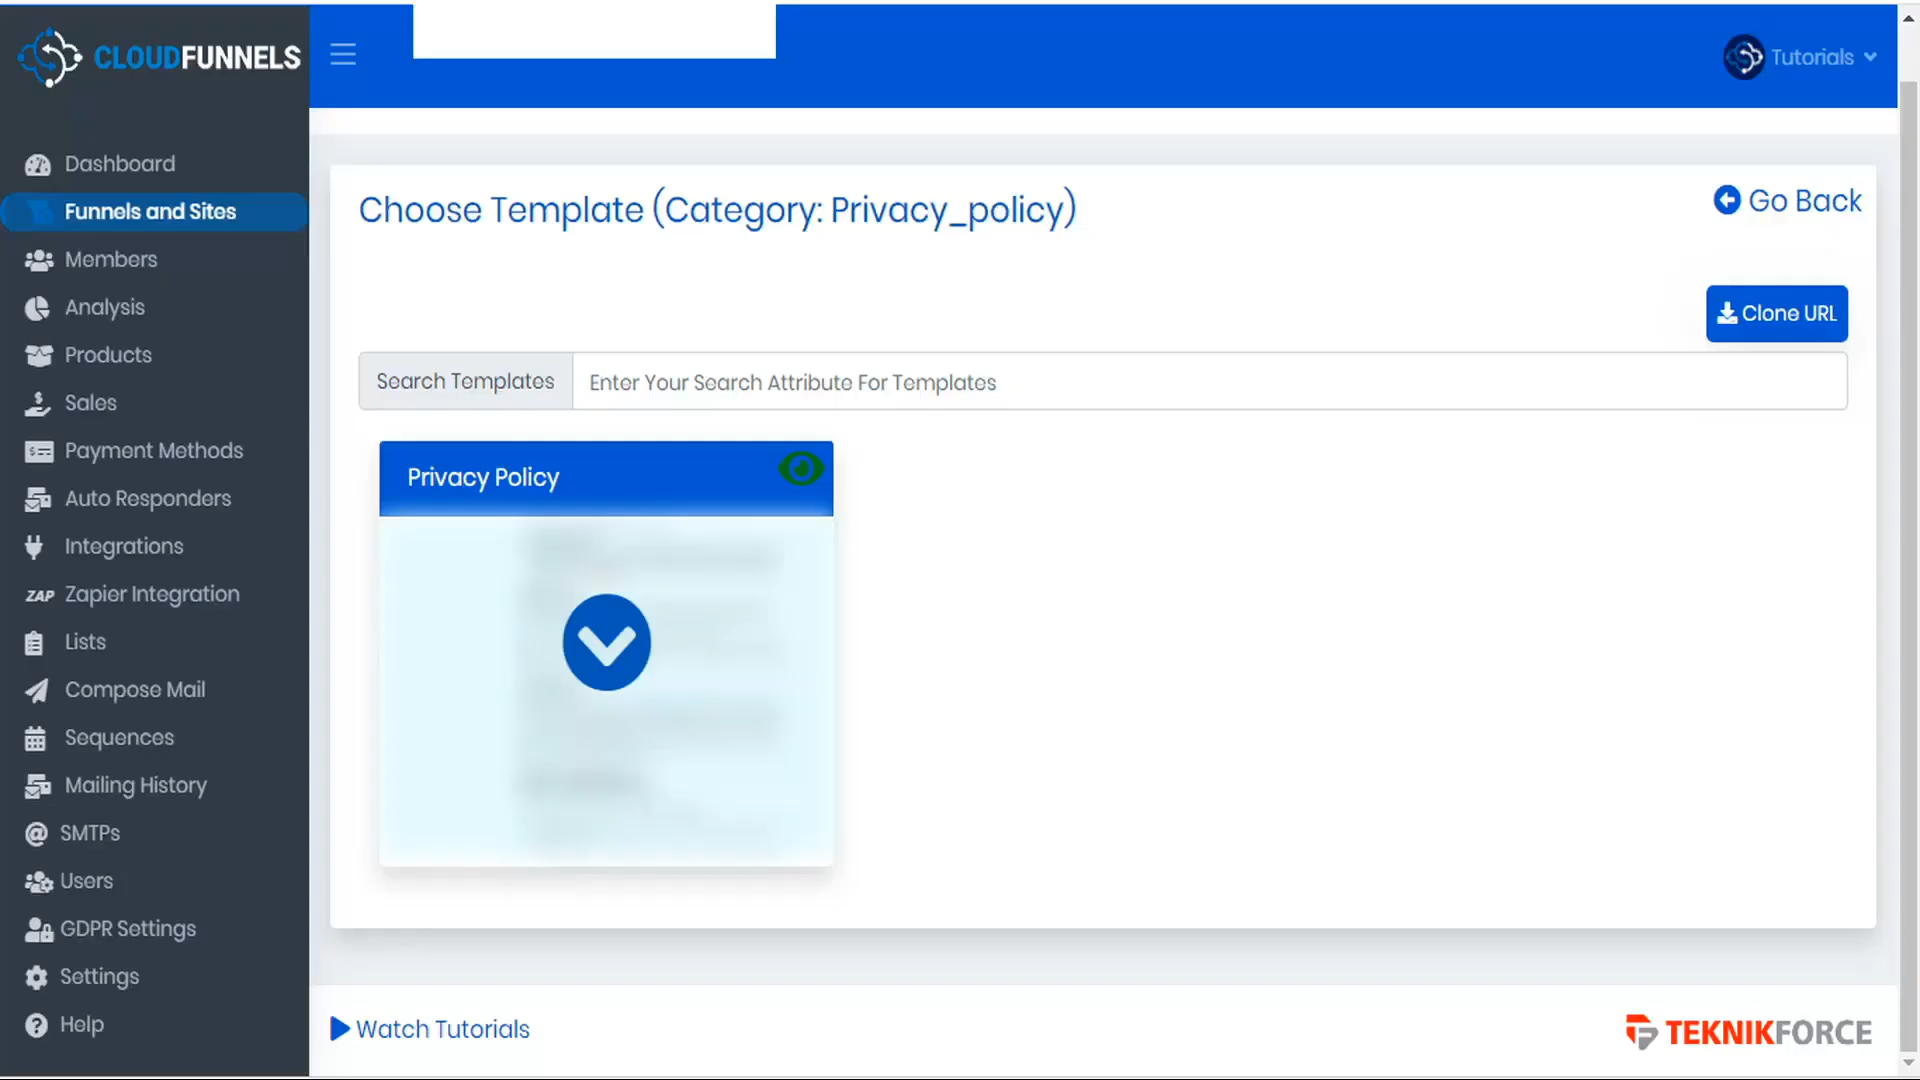 CLOUDFUNNELS
Tutorials
Dashboard
Funnels and Sites
Members
Analysis
Products
Sales
Payment Methods
Auto Responders
Integrations
ZAP Zapier Integration
Lists
Compose Mail
Sequences
Mailing History
SMTPs
Users
GDPR Settings
Settings
Help
Choose Template (Category: Privacy_policy)
Go Back
Clone URL
Search Templates
Enter Your Search Attribute For Templates
Privacy Policy
Watch Tutorials
TEKNIKFORCE